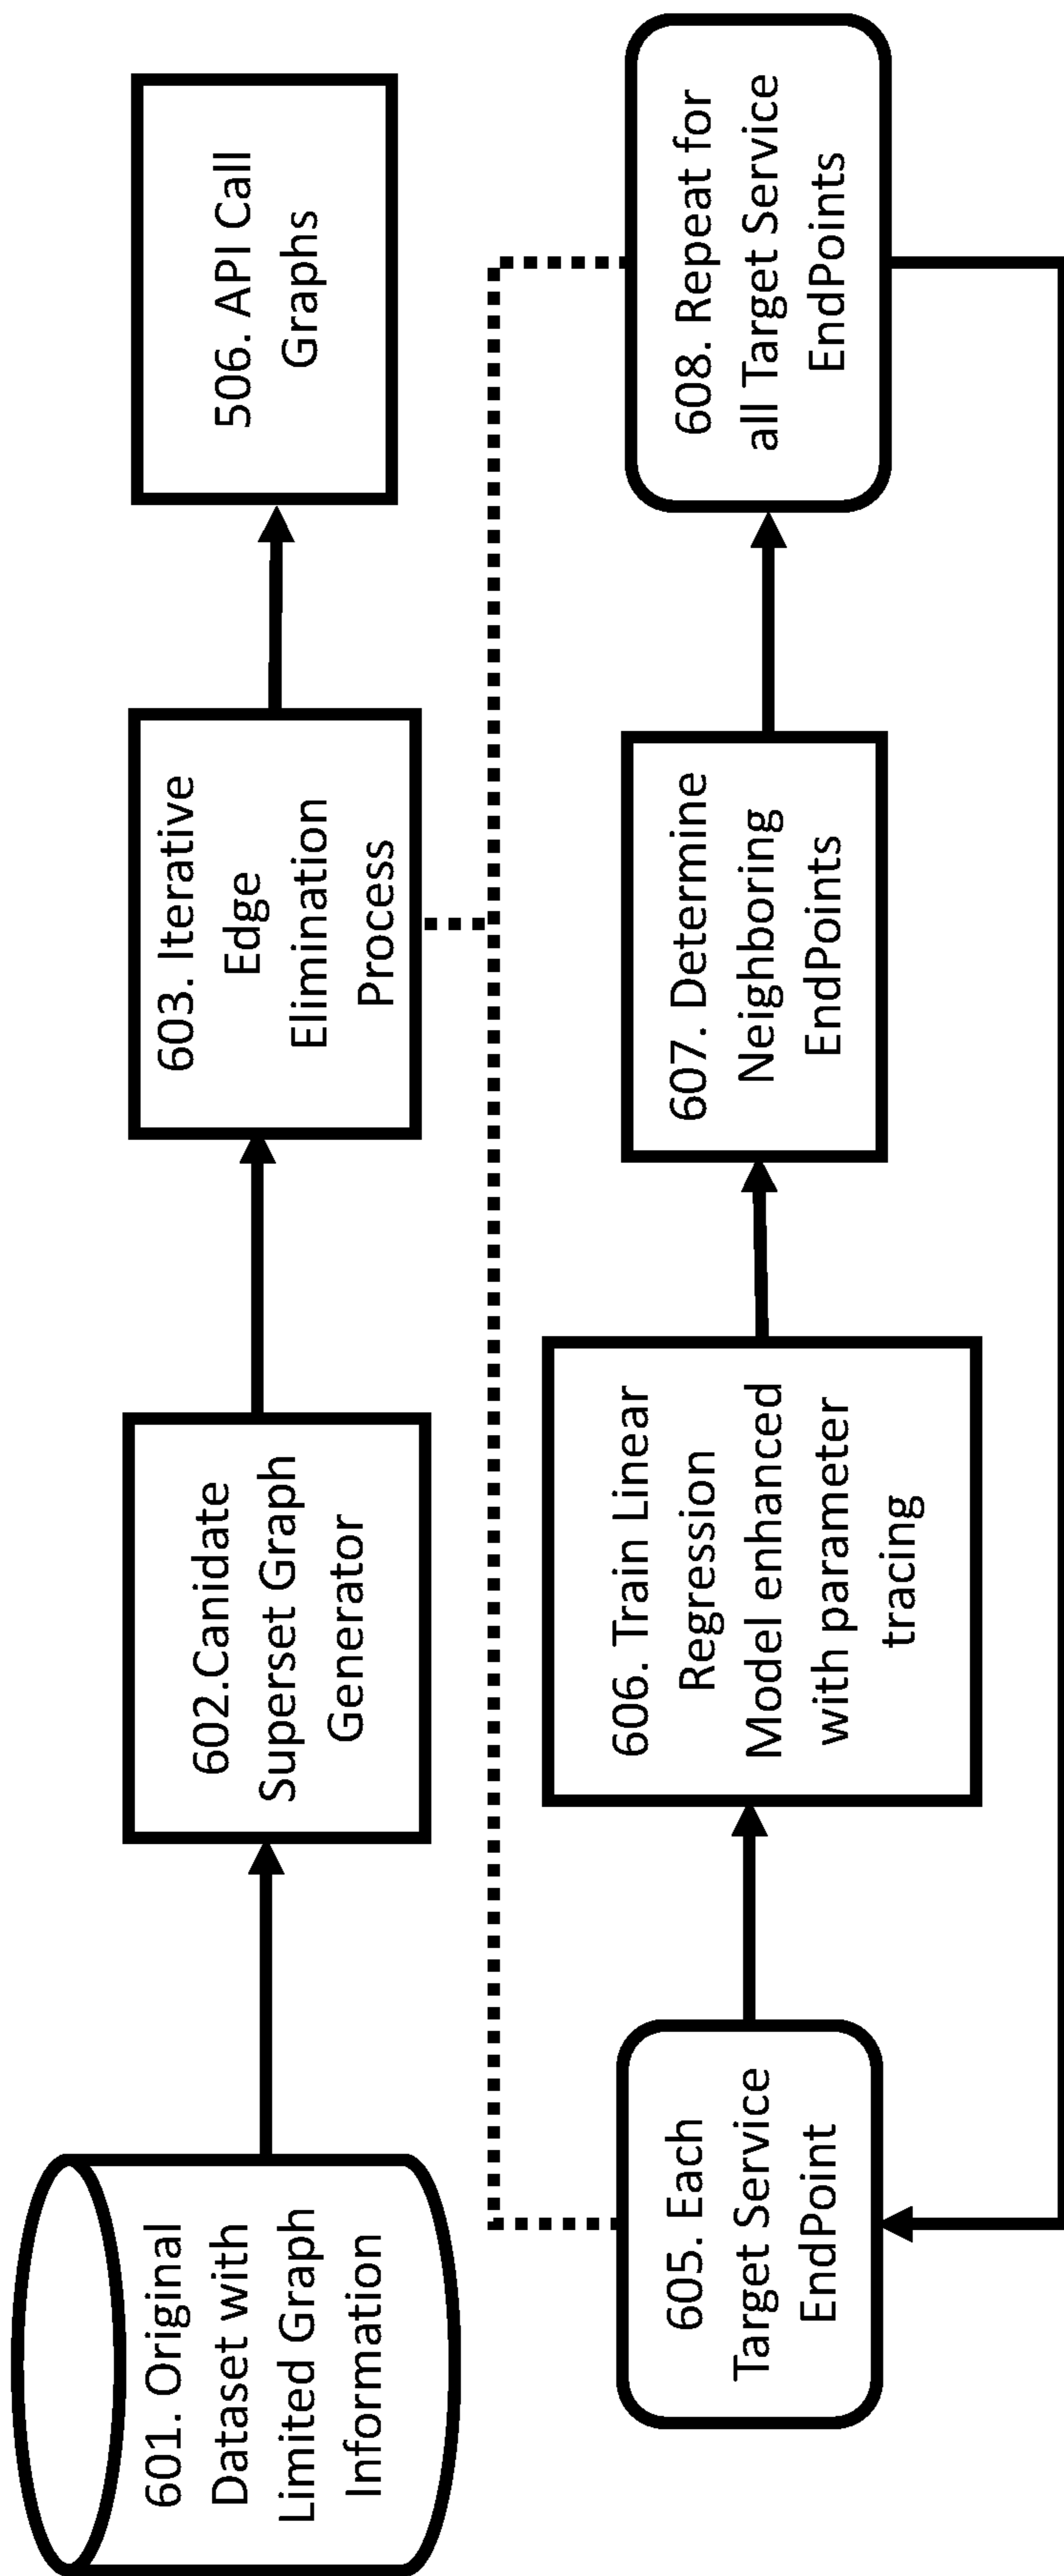 601. Original
Dataset with
Limited Graph
Information
602.Canidate
Superset Graph
Generator
603. Iterative
Edge
Elimination
Process
506. API Call
Graphs
605. Each
Target Service
EndPoint
606. Train Linear
Regression
Model enhanced
with parameter
tracing
607. Determine
Neighboring
EndPoints
608. Repeat for
all Target Service
EndPoints